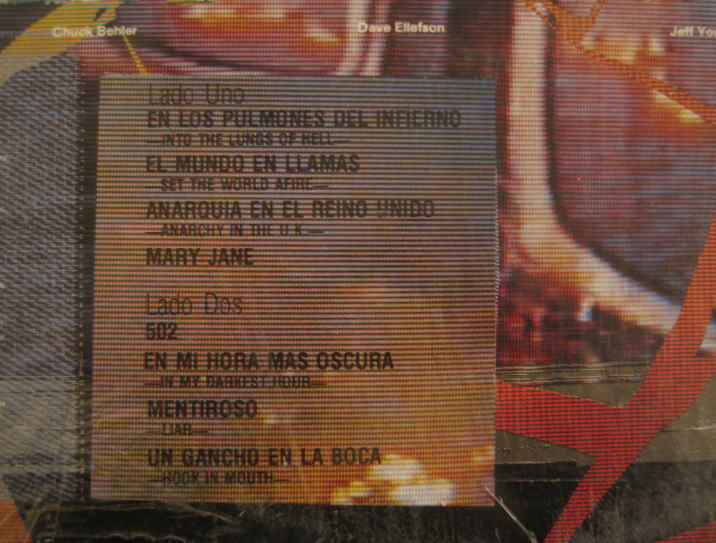 Chuck Behler
Dave Ellefson
Jeff You
Lado Uno
EN LOS PULMONES DEL INFIERNO
—INTO THE LUNGS OF HELL—
EL MUNDO EN LLAMAS
—SET THE WORLD AFIRE—
ANARQUIA EN EL REINO UNIDO
—ANARCHY IN THE U.K.—
MARY JANE
Lado Dos
502
EN MI HORA MAS OSCURA
—IN MY DARKEST HOUR—
MENTIROSO
—LIAR—
UN GANCHO EN LA BOCA
—HOOK IN MOUTH—